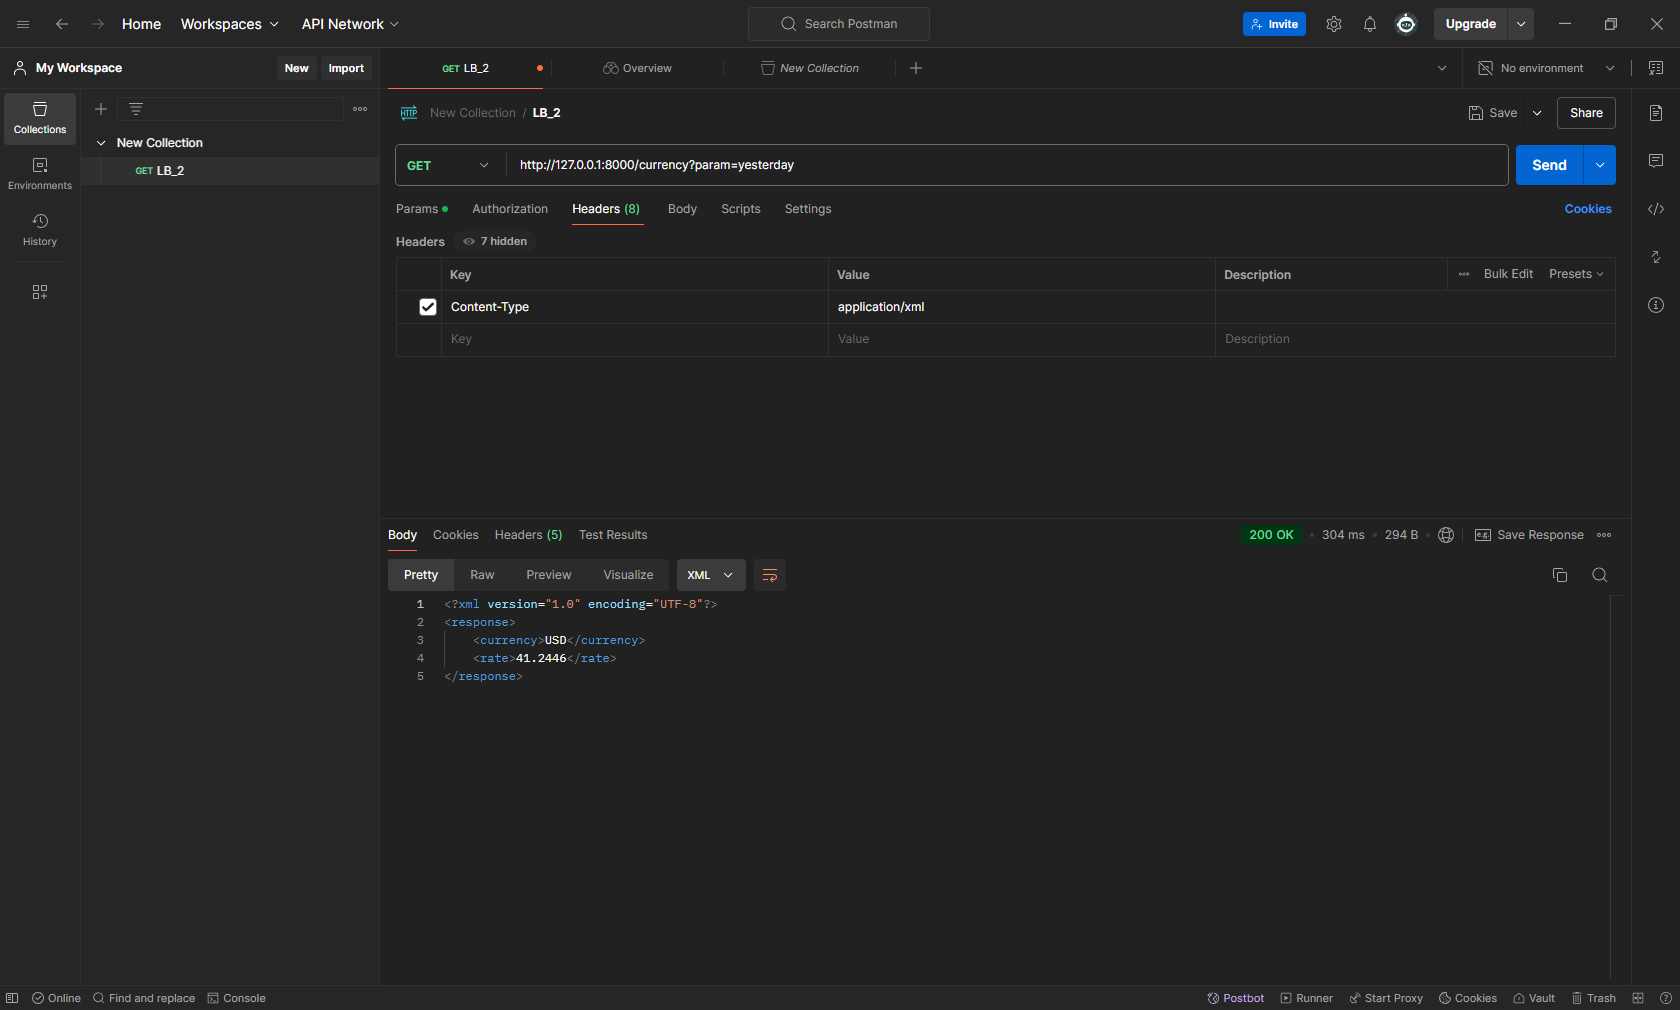 Home Workspaces API Network Search Postman Invite Upgrade
My Workspace New Import GET LB_2 Overview New Collection No environment
Collections
Environments
History
New Collection
GET LB_2
HTTP New Collection / LB_2 Save Share
GET http://127.0.0.1:8000/currency?param=yesterday Send
Params Authorization Headers (8) Body Scripts Settings Cookies
Headers 7 hidden
Key Value Description Bulk Edit Presets
Content-Type application/xml
Key Value Description
Body Cookies Headers (5) Test Results 200 OK 304 ms 294 B e.g. Save Response
Pretty Raw Preview Visualize XML
1 <?xml version="1.0" encoding="UTF-8"?>
2 <response>
3 <currency>USD</currency>
4 <rate>41.2446</rate>
5 </response>
Online Find and replace Console Postbot Runner Start Proxy Cookies Vault Trash